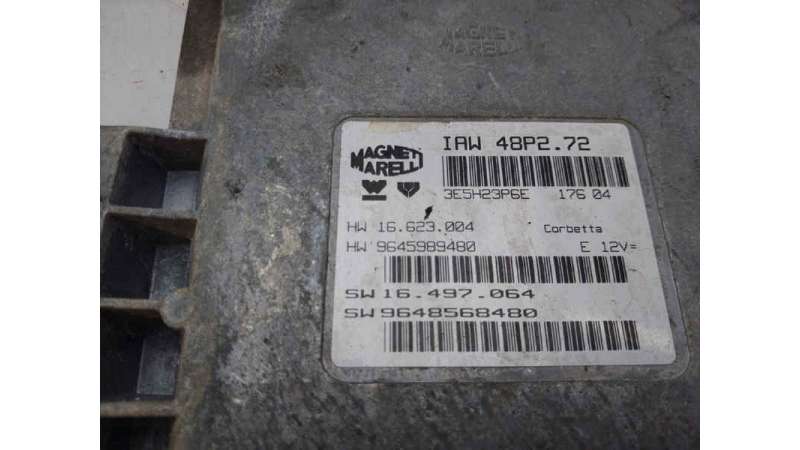 MAGNETI
MARELLI
IAW 48P2.72
MAGNETI
MARELLI
3E5H23P6E 176 04
HW 16.623.004 Corbetta
HW 9645989480 E 12V=
SW 16.497.064
SW 9648568480